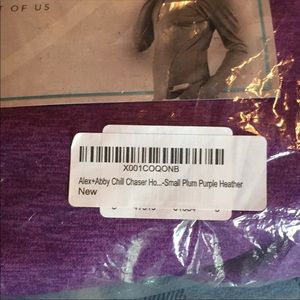 T OF US
X001COQONB
Alex+Abby Chill Chaser Ho...-Small Plum Purple Heather
New